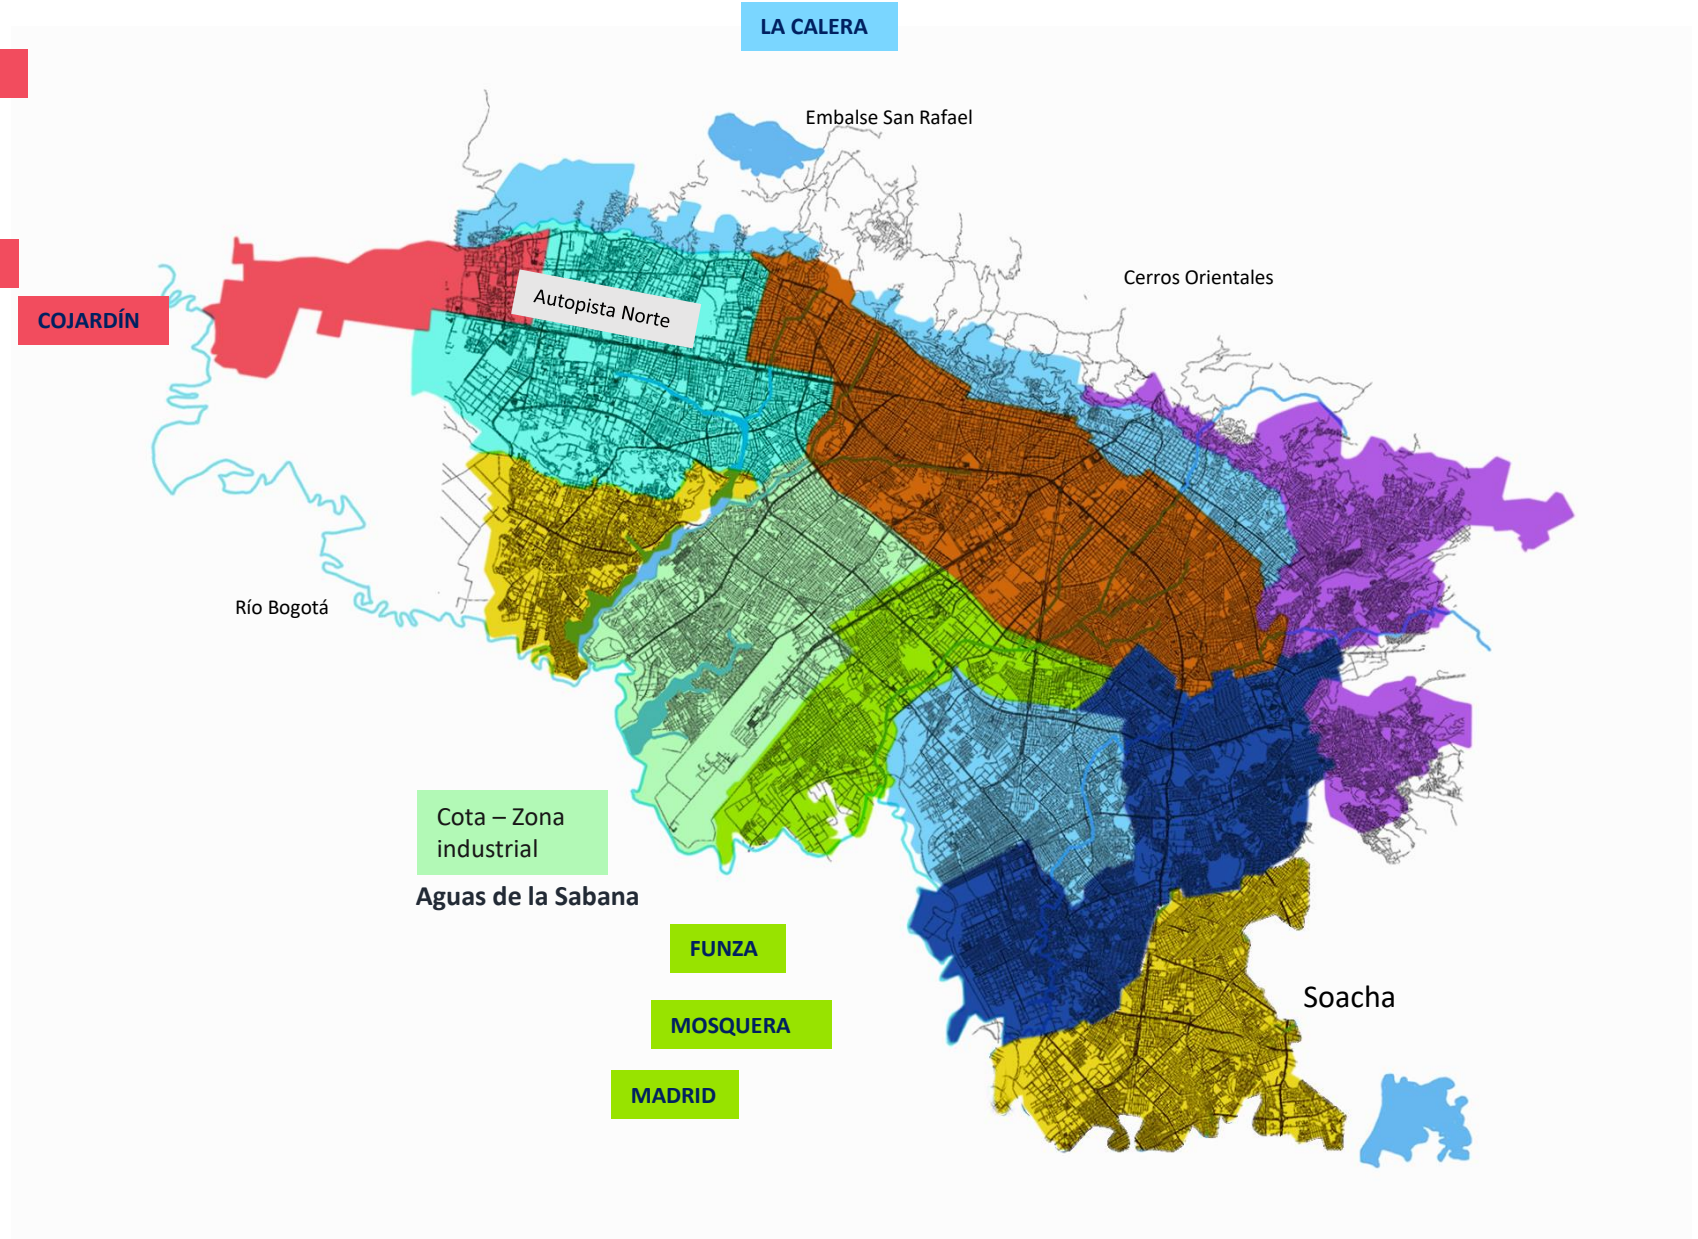 LA CALERA
Embalse San Rafael
Cerros Orientales
Autopista Norte
COJARDÍN
Río Bogotá
Cota – Zona
industrial
Aguas de la Sabana
FUNZA
Soacha
MOSQUERA
MADRID